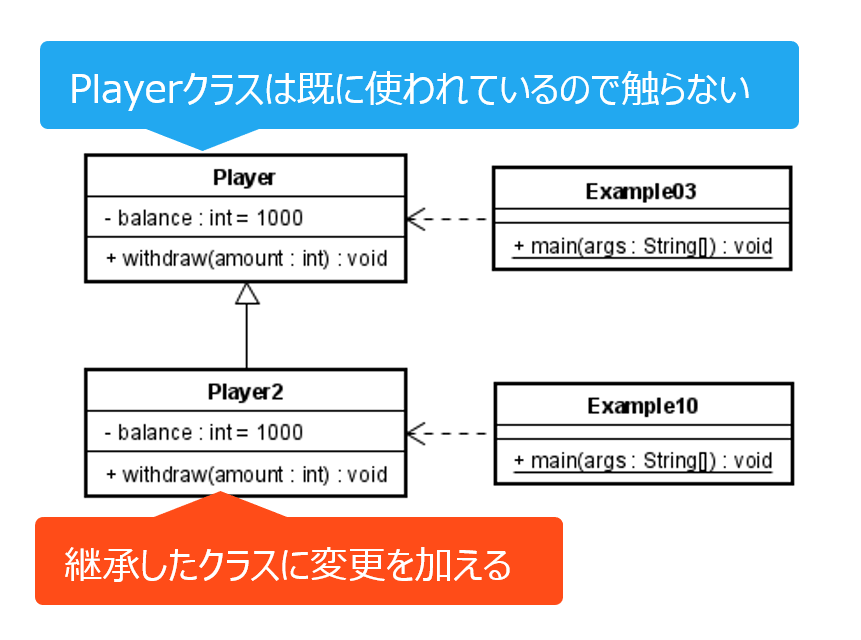 Playerクラスは既に使われているので触らない
Player
- balance : int = 1000
+ withdraw(amount : int) : void
Example03
+ main(args : String[]) : void
Player2
- balance : int = 1000
+ withdraw(amount : int) : void
Example10
+ main(args : String[]) : void
継承したクラスに変更を加える